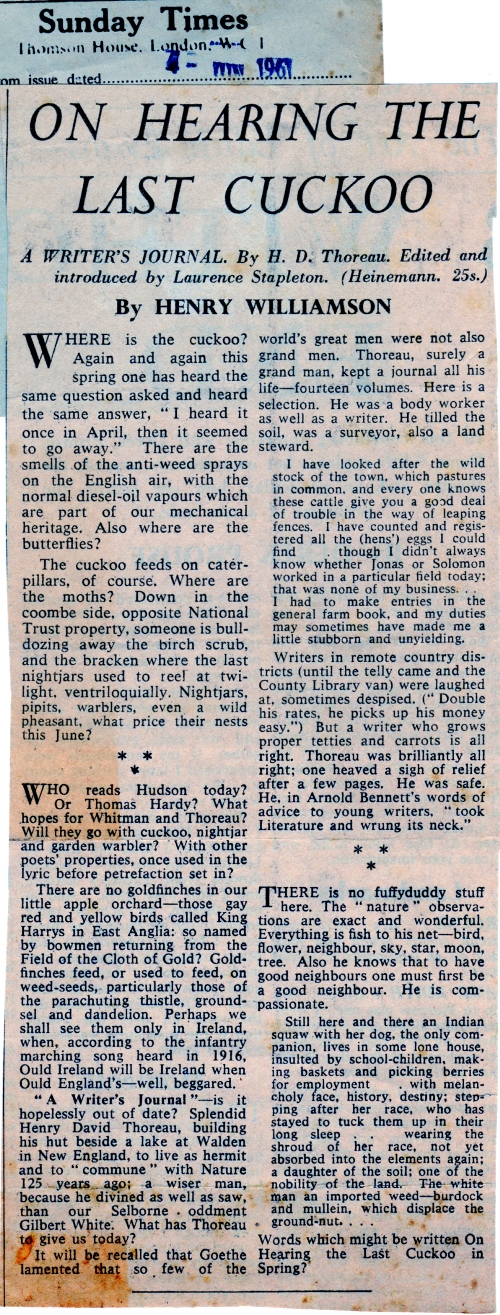 Sunday Times
Thomson House, London, W.C.1
om issue dated
4- JUN 1961
ON HEARING THE
LAST CUCKOO
A WRITER'S JOURNAL. By H. D. Thoreau. Edited and
introduced by Laurence Stapleton. (Heinemann. 25s.)
By HENRY WILLIAMSON
WHERE is the cuckoo?
Again and again this
spring one has heard the
same question asked and heard
the same answer, “ I heard it
once in April, then it seemed
to go away.” There are the
smells of the anti-weed sprays
on the English air, with the
normal diesel-oil vapours which
are part of our mechanical
heritage. Also where are the
butterflies?
The cuckoo feeds on cater-
pillars, of course. Where are
the moths? Down in the
coombe side, opposite National
Trust property, someone is bull-
dozing away the birch scrub,
and the bracken where the last
nightjars used to reel at twi-
light, ventriloquially. Nightjars,
pipits, warblers, even a wild
pheasant, what price their nests
this June?
* *
*
WHO reads Hudson today?
Or Thomas Hardy? What
hopes for Whitman and Thoreau?
Will they go with cuckoo, nightjar
and garden warbler? With other
poets' properties, once used in the
lyric before petrefaction set in?
There are no goldfinches in our
little apple orchard—those gay
red and yellow birds called King
Harrys in East Anglia: so named
by bowmen returning from the
Field of the Cloth of Gold? Gold-
finches feed, or used to feed, on
weed-seeds, particularly those of
the parachuting thistle, ground-
sel and dandelion. Perhaps we
shall see them only in Ireland,
when, according to the infantry
marching song heard in 1916,
Ould Ireland will be Ireland when
Ould England's—well, beggared.
“ A Writer's Journal ”—is it
hopelessly out of date? Splendid
Henry David Thoreau, building
his hut beside a lake at Walden
in New England, to live as hermit
and to “ commune ” with Nature
125 years ago; a wiser man,
because he divined as well as saw,
than our Selborne oddment
Gilbert White. What has Thoreau
to give us today?
It will be recalled that Goethe
lamented that so few of the
world's great men were not also
grand men. Thoreau, surely a
grand man, kept a journal all his
life—fourteen volumes. Here is a
selection. He was a body worker
as well as a writer. He tilled the
soil, was a surveyor, also a land
steward.
I have looked after the wild
stock of the town, which pastures
in common, and every one knows
these cattle give you a good deal
of trouble in the way of leaping
fences. I have counted and regis-
tered all the (hens') eggs I could
find . though I didn't always
know whether Jonas or Solomon
worked in a particular field today;
that was none of my business. . .
I had to make entries in the
general farm book, and my duties
may sometimes have made me a
little stubborn and unyielding.
Writers in remote country dis-
tricts (until the telly came and the
County Library van) were laughed
at, sometimes despised. (“ Double
his rates, he picks up his money
easy.”) But a writer who grows
proper tetties and carrots is all
right. Thoreau was brilliantly all
right; one heaved a sigh of relief
after a few pages. He was safe.
He, in Arnold Bennett's words of
advice to young writers, “ took
Literature and wrung its neck.”
* *
*
THERE is no fuffyduddy stuff
here. The “ nature ” observa-
tions are exact and wonderful.
Everything is fish to his net—bird,
flower, neighbour, sky, star, moon,
tree. Also he knows that to have
good neighbours one must first be
a good neighbour. He is com-
passionate.
Still here and there an Indian
squaw with her dog, the only com-
panion, lives in some lone house,
insulted by school-children, mak-
ing baskets and picking berries
for employment . with melan-
choly face, history, destiny; step-
ping after her race, who has
stayed to tuck them up in their
long sleep . . wearing the
shroud of her race, not yet
absorbed into the elements again;
a daughter of the soil; one of the
nobility of the land. The white
man an imported weed—burdock
and mullein, which displace the
ground-nut. . . .
Words which might be written On
Hearing the Last Cuckoo in
Spring?